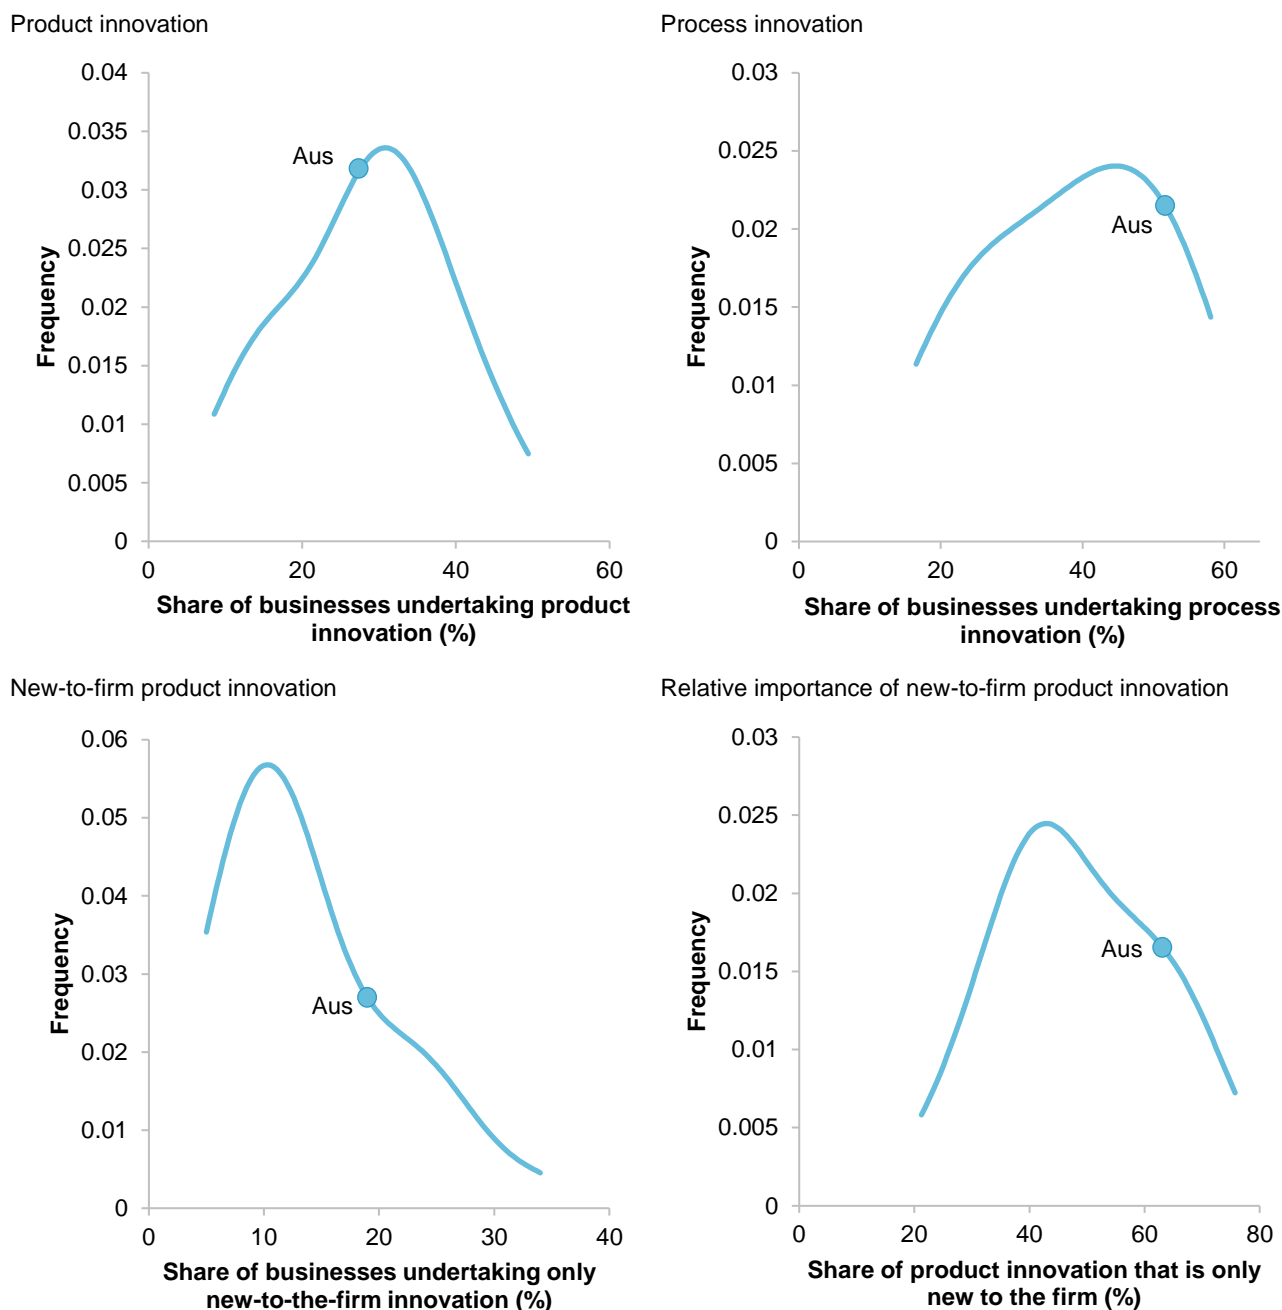 Product innovation
0.04
0.035
0.03
0.025
0.02
0.015
0.01
0.005
0
Frequency
Aus
0
20
40
60
Share of businesses undertaking product
innovation (%)
Process innovation
0.03
0.025
0.02
0.015
0.01
0.005
0
Frequency
Aus
0
20
40
60
Share of businesses undertaking process
innovation (%)
New-to-firm product innovation
0.06
0.05
0.04
0.03
0.02
0.01
0
Frequency
Aus
0
10
20
30
40
Share of businesses undertaking only
new-to-the-firm innovation (%)
Relative importance of new-to-firm product innovation
0.03
0.025
0.02
0.015
0.01
0.005
0
Frequency
Aus
0
20
40
60
80
Share of product innovation that is only
new to the firm (%)